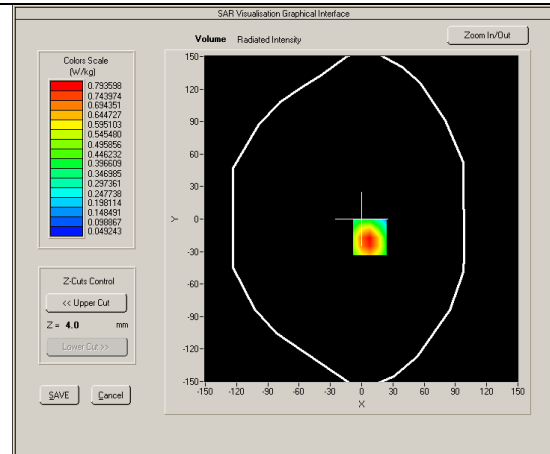 SAR Visualisation Graphical Interface
Volume Radiated Intensity
Zoom In/Out
Colors Scale
(W/kg)
0.793598
0.743974
0.694351
0.644727
0.595103
0.545480
0.495856
0.446232
0.396609
0.346985
0.297361
0.247738
0.198114
0.148491
0.098867
0.049243
Z-Cuts Control
<< Upper Cut
Z = 4.0 mm
Lower Cut >>
SAVE Cancel
150
120
90
60
30
Y 0
-30
-60
-90
-120
-150
-150 -120 -90 -60 -30 0 30 60 90 120 150
X